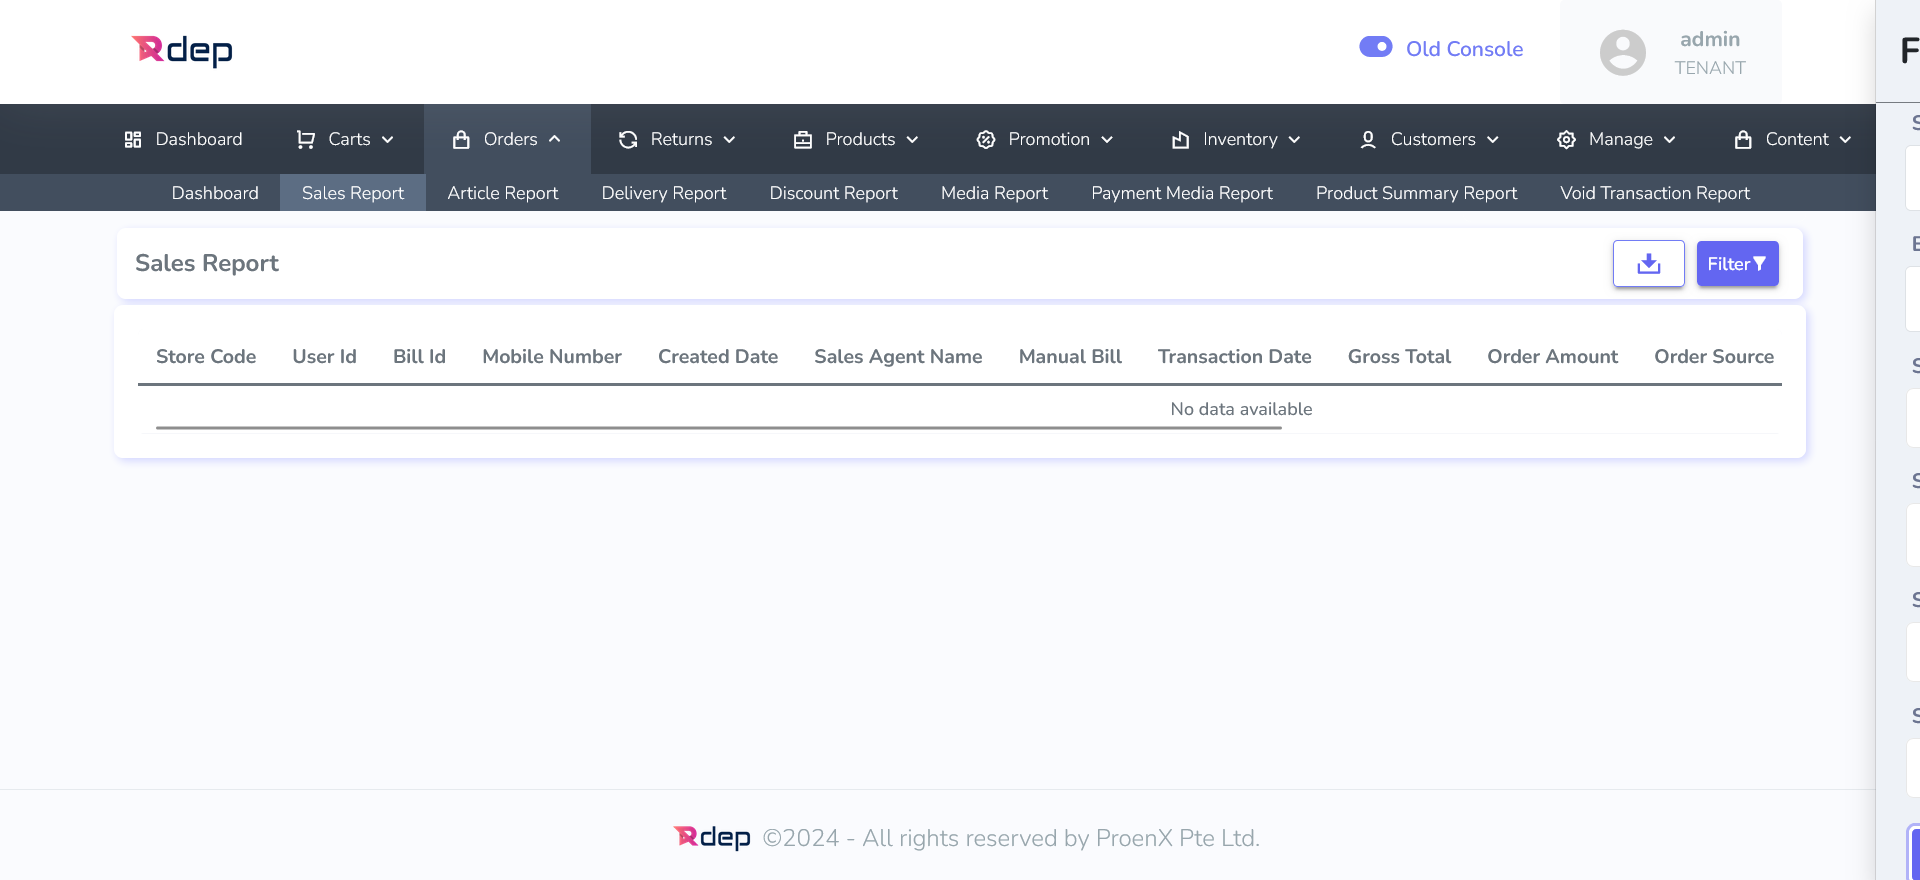 Rdep
Old Console
admin
TENANT
Dashboard Carts Orders Returns Products Promotion Inventory Customers Manage Content
Dashboard Sales Report Article Report Delivery Report Discount Report Media Report Payment Media Report Product Summary Report Void Transaction Report
Sales Report
Filter
Store Code User Id Bill Id Mobile Number Created Date Sales Agent Name Manual Bill Transaction Date Gross Total Order Amount Order Source
No data available
Rdep ©2024 - All rights reserved by ProenX Pte Ltd.